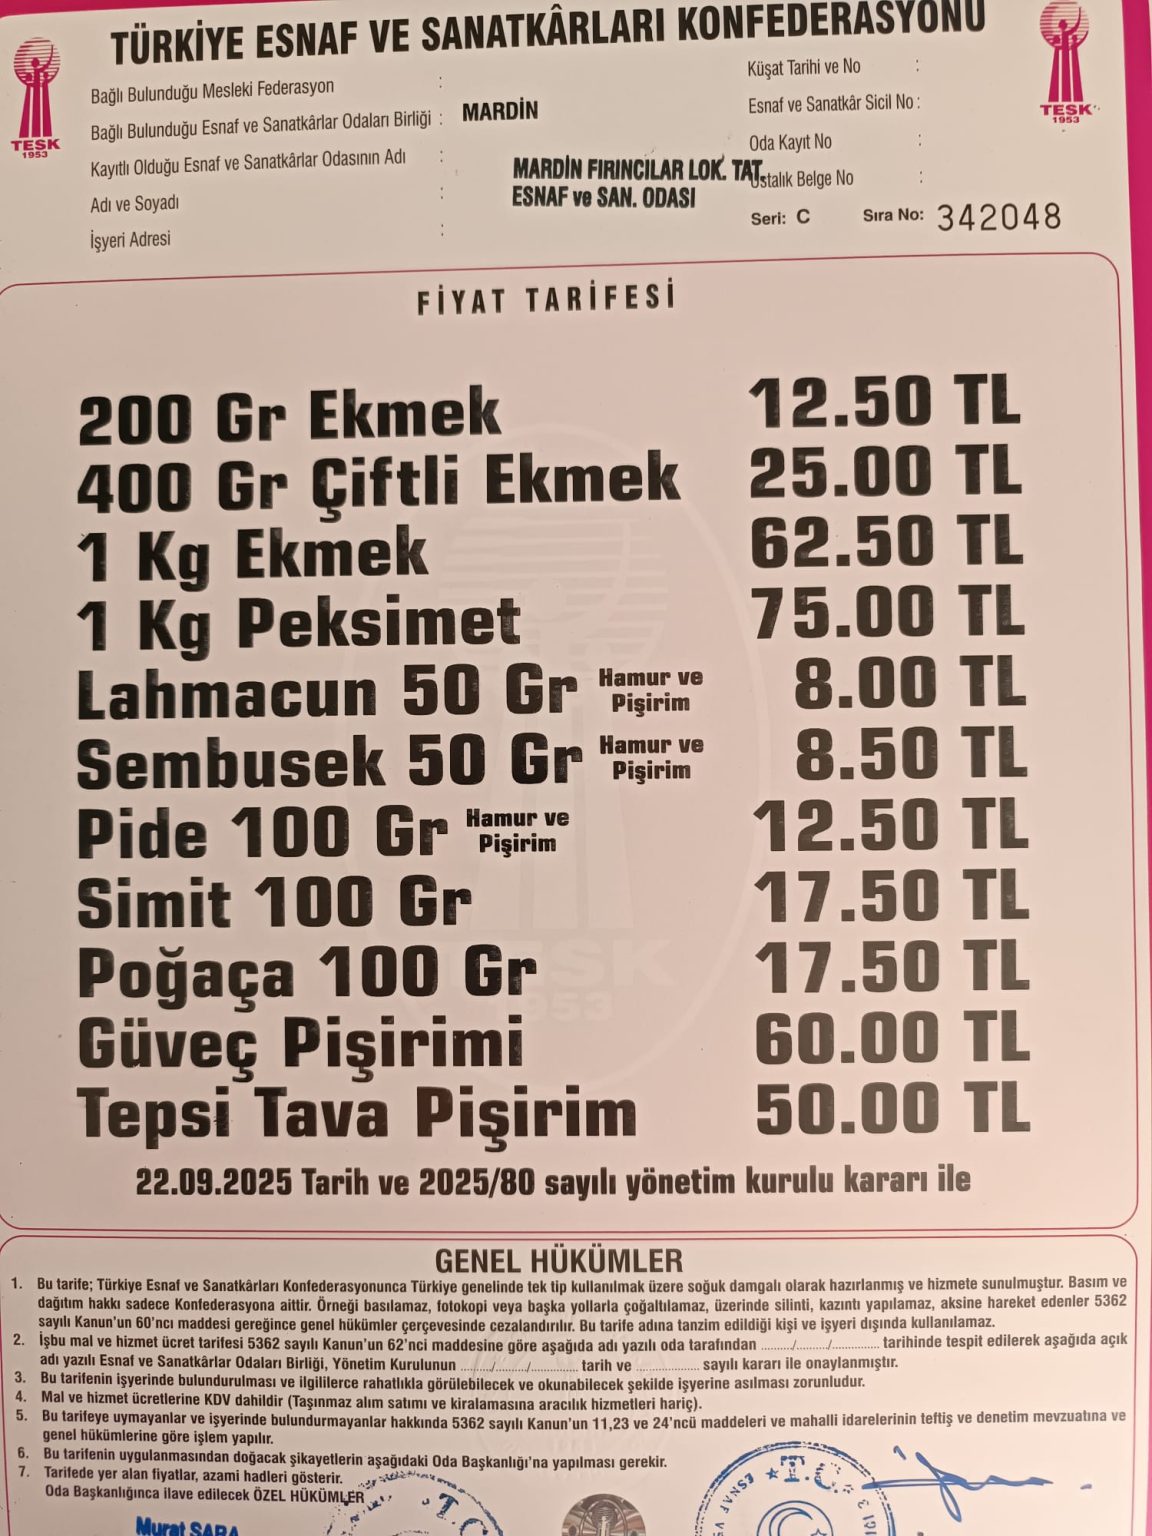 TÜRKİYE ESNAF VE SANATKÂRLARI KONFEDERASYONU
TESK
1953
TESK
1953
Bağlı Bulunduğu Mesleki Federasyon :
Bağlı Bulunduğu Esnaf ve Sanatkârlar Odaları Birliği : MARDİN
Kayıtlı Olduğu Esnaf ve Sanatkârlar Odasının Adı :
MARDİN FIRINCILAR LOK. TAT.
ESNAF ve SAN. ODASI
Adı ve Soyadı :
İşyeri Adresi :
Küşat Tarihi ve No :
Esnaf ve Sanatkâr Sicil No :
Oda Kayıt No :
Ustalık Belge No :
Seri: C Sıra No: 342048
FİYAT TARİFESİ
200 Gr Ekmek 12.50 TL
400 Gr Çiftli Ekmek 25.00 TL
1 Kg Ekmek 62.50 TL
1 Kg Peksimet 75.00 TL
Lahmacun 50 Gr Hamur ve Pişirim 8.00 TL
Sembusek 50 Gr Hamur ve Pişirim 8.50 TL
Pide 100 Gr Hamur ve Pişirim 12.50 TL
Simit 100 Gr 17.50 TL
Poğaça 100 Gr 17.50 TL
Güveç Pişirimi 60.00 TL
Tepsi Tava Pişirim 50.00 TL
TESK
1953
22.09.2025 Tarih ve 2025/80 sayılı yönetim kurulu kararı ile
GENEL HÜKÜMLER
1. Bu tarife; Türkiye Esnaf ve Sanatkârları Konfederasyonunca Türkiye genelinde tek tip kullanılmak üzere soğuk damgalı olarak hazırlanmış ve hizmete sunulmuştur. Basım ve
dağıtım hakkı sadece Konfederasyona aittir. Örneği basılamaz, fotokopi veya başka yollarla çoğaltılamaz, üzerinde silinti, kazıntı yapılamaz, aksine hareket edenler 5362
sayılı Kanun'un 60'ncı maddesi gereğince genel hükümler çerçevesinde cezalandırılır. Bu tarife adına tanzim edildiği kişi ve işyeri dışında kullanılamaz.
2. İşbu mal ve hizmet ücret tarifesi 5362 sayılı Kanun'un 62'nci maddesine göre aşağıda adı yazılı oda tarafından ........./........./............. tarihinde tespit edilerek aşağıda açık
adı yazılı Esnaf ve Sanatkârlar Odaları Birliği, Yönetim Kurulunun ........./........./............. tarih ve .................. sayılı kararı ile onaylanmıştır.
3. Bu tarifenin işyerinde bulundurulması ve ilgililerce rahatlıkla görülebilecek ve okunabilecek şekilde işyerine asılması zorunludur.
4. Mal ve hizmet ücretlerine KDV dahildir (Taşınmaz alım satımı ve kiralamasına aracılık hizmetleri hariç).
5. Bu tarifeye uymayanlar ve işyerinde bulundurmayanlar hakkında 5362 sayılı Kanun'un 11,23 ve 24'ncü maddeleri ve mahalli idarelerinin teftiş ve denetim mevzuatına ve
genel hükümlerine göre işlem yapılır.
6. Bu tarifenin uygulanmasından doğacak şikayetlerin aşağıdaki Oda Başkanlığı'na yapılması gerekir.
7. Tarifede yer alan fiyatlar, azami hadleri gösterir.
Oda Başkanlığınca ilave edilecek ÖZEL HÜKÜMLER
Murat SARA
T.C.
T.C.
ESNAF